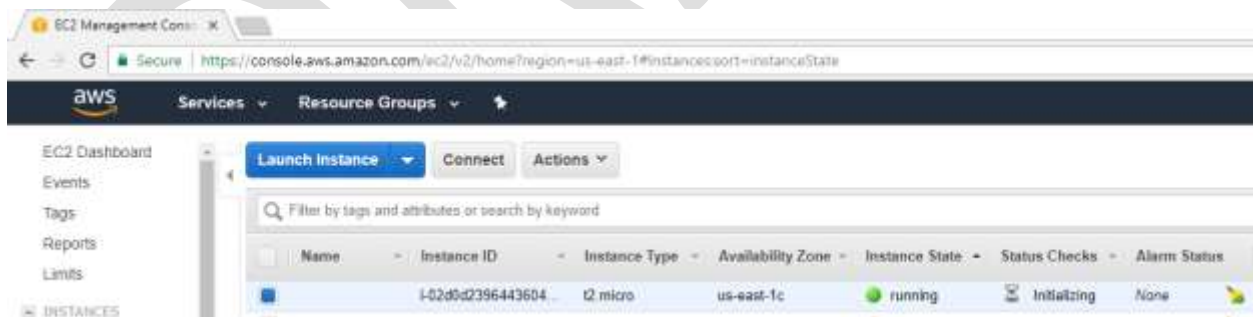 EC2 Management Cons
Secure https://console.aws.amazon.com/ec2/v2/home?region=us-east-1#Instances:sort=instanceState
aws Services Resource Groups
EC2 Dashboard
Launch Instance Connect Actions
Events
Tags
Filter by tags and attributes or search by keyword
Reports
Name Instance ID Instance Type Availability Zone Instance State Status Checks Alarm Status
Limits
i-02d0d2396443604... t2.micro us-east-1c running Initializing None
INSTANCES